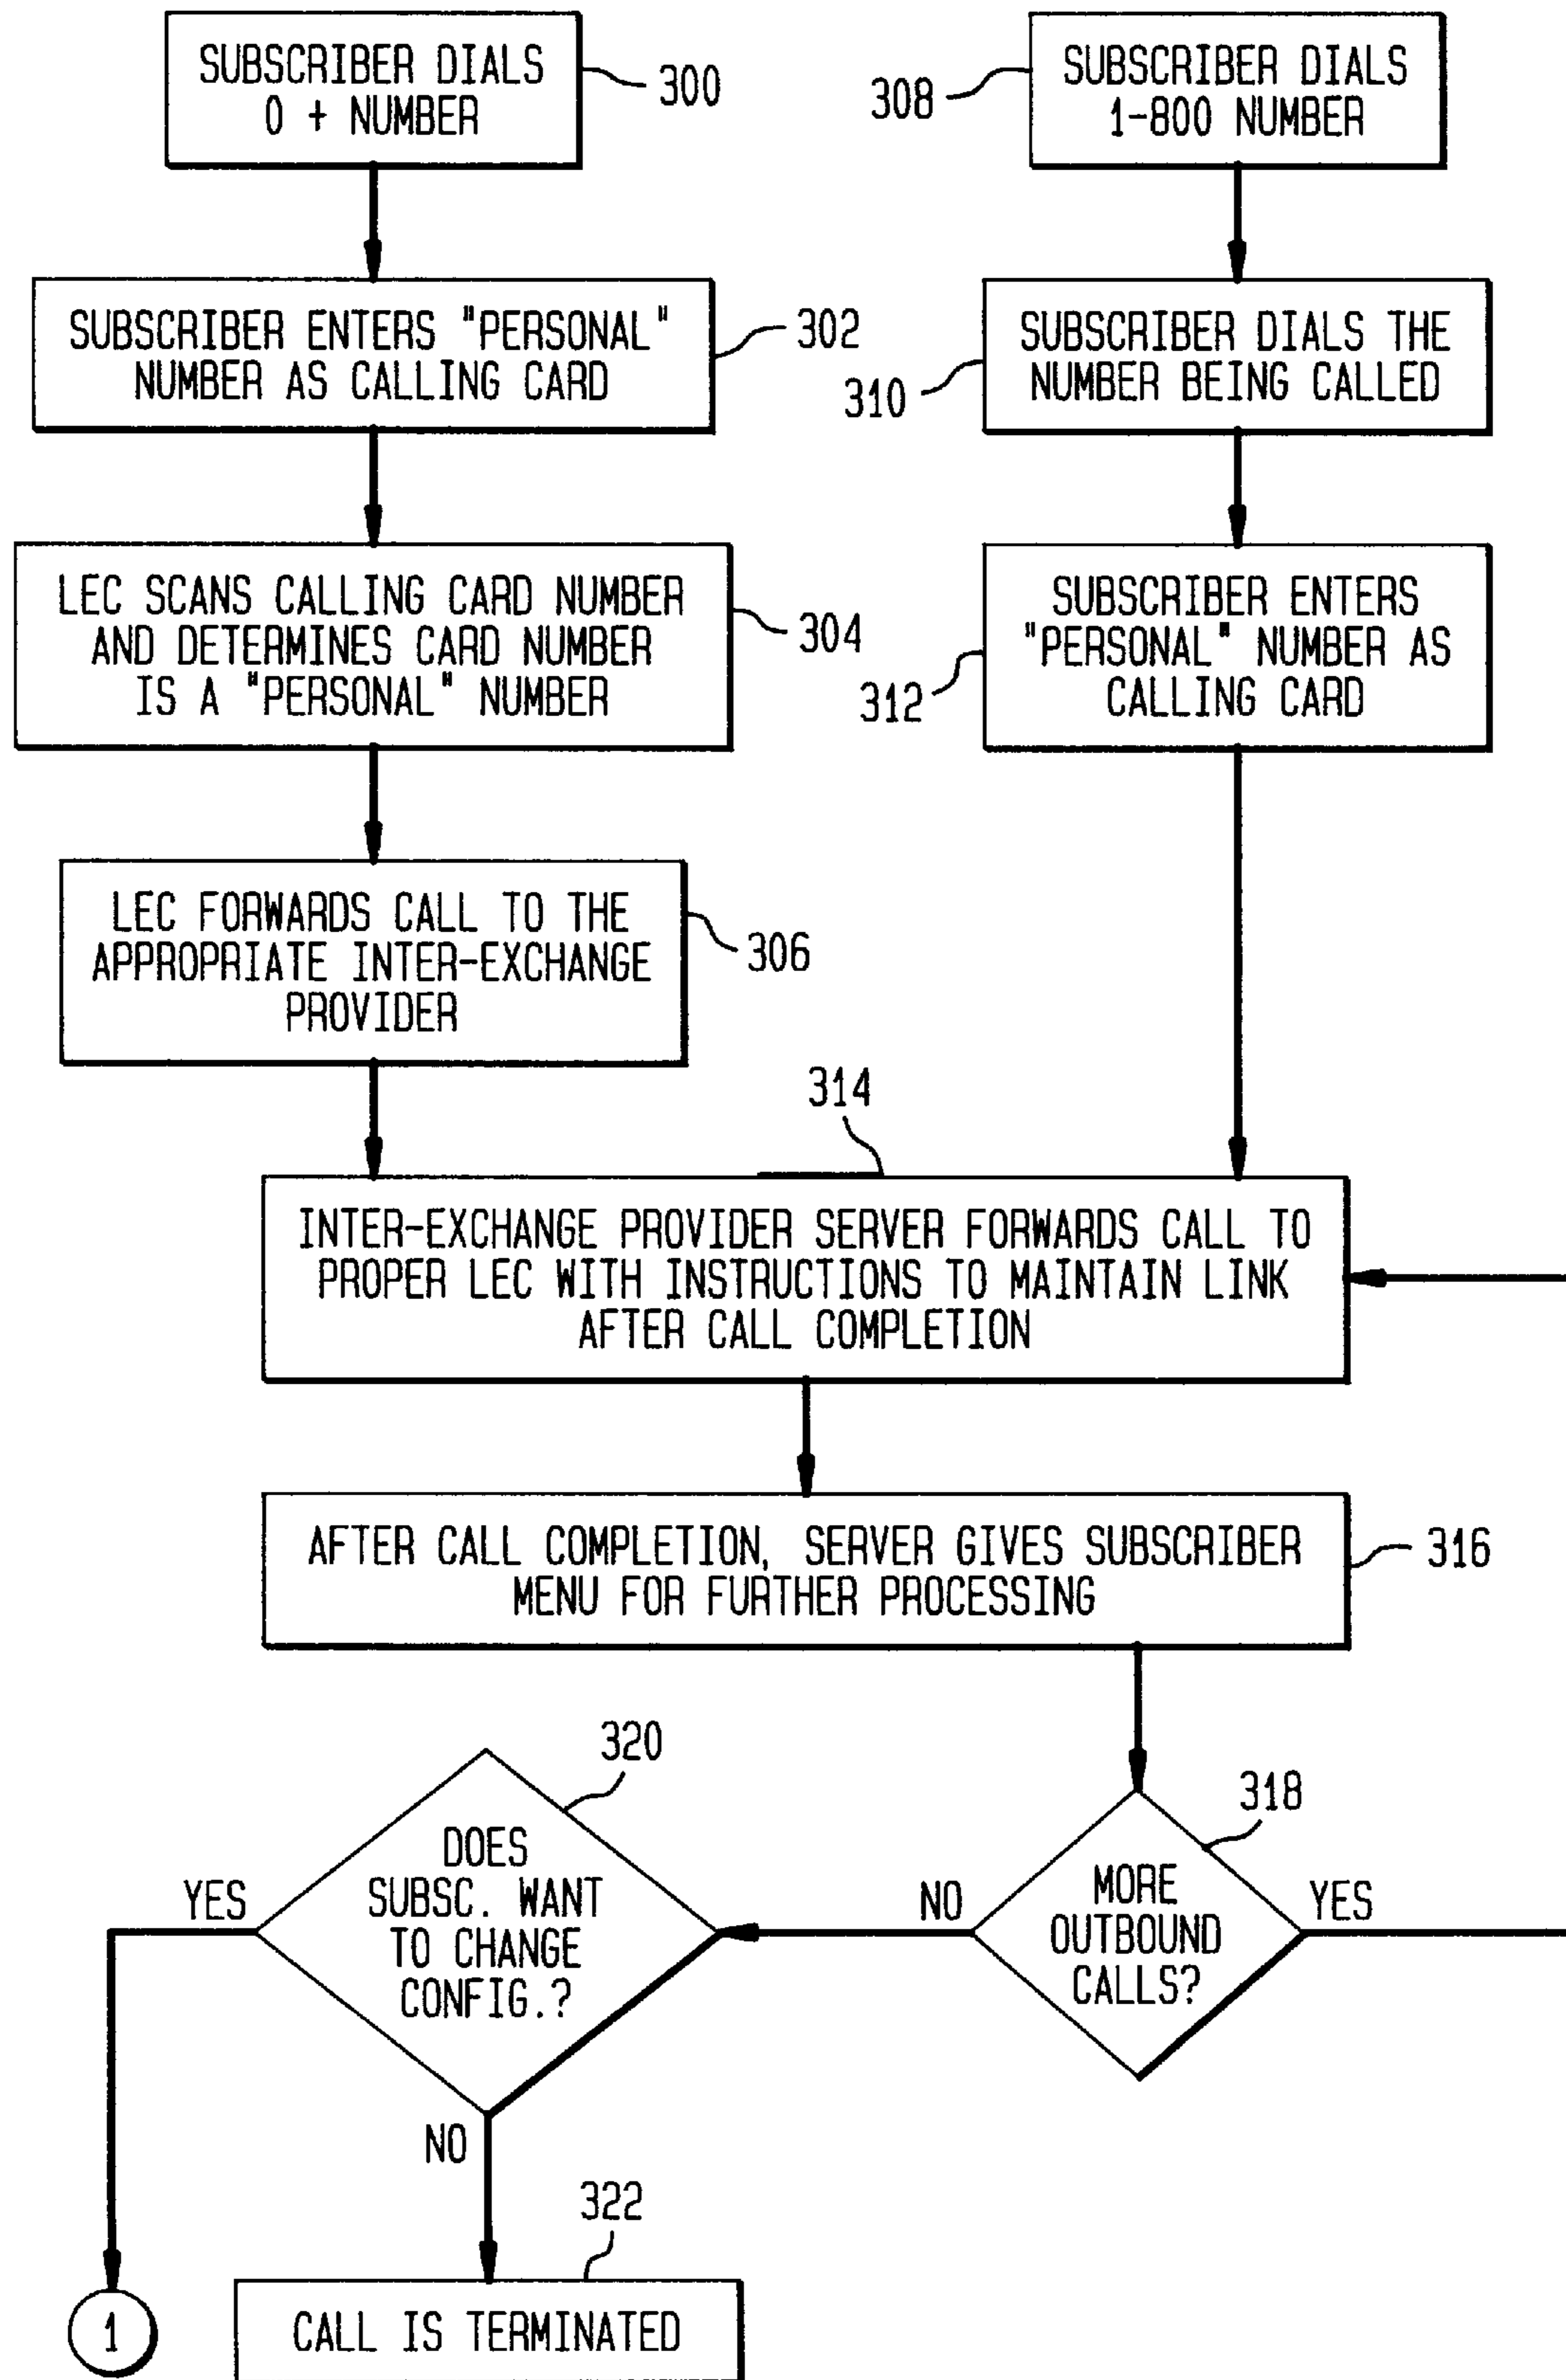 SUBSCRIBER DIALS
0 + NUMBER
300
308
SUBSCRIBER DIALS
1-800 NUMBER
SUBSCRIBER ENTERS "PERSONAL"
NUMBER AS CALLING CARD
302
310
SUBSCRIBER DIALS THE
NUMBER BEING CALLED
LEC SCANS CALLING CARD NUMBER
AND DETERMINES CARD NUMBER
IS A "PERSONAL" NUMBER
304
312
SUBSCRIBER ENTERS
"PERSONAL" NUMBER AS
CALLING CARD
LEC FORWARDS CALL TO THE
APPROPRIATE INTER-EXCHANGE
PROVIDER
306
314
INTER-EXCHANGE PROVIDER SERVER FORWARDS CALL TO
PROPER LEC WITH INSTRUCTIONS TO MAINTAIN LINK
AFTER CALL COMPLETION
AFTER CALL COMPLETION, SERVER GIVES SUBSCRIBER
MENU FOR FURTHER PROCESSING
316
318
MORE
OUTBOUND
CALLS?
YES
NO
320
DOES
SUBSC. WANT
TO CHANGE
CONFIG.?
YES
NO
322
1
CALL IS TERMINATED